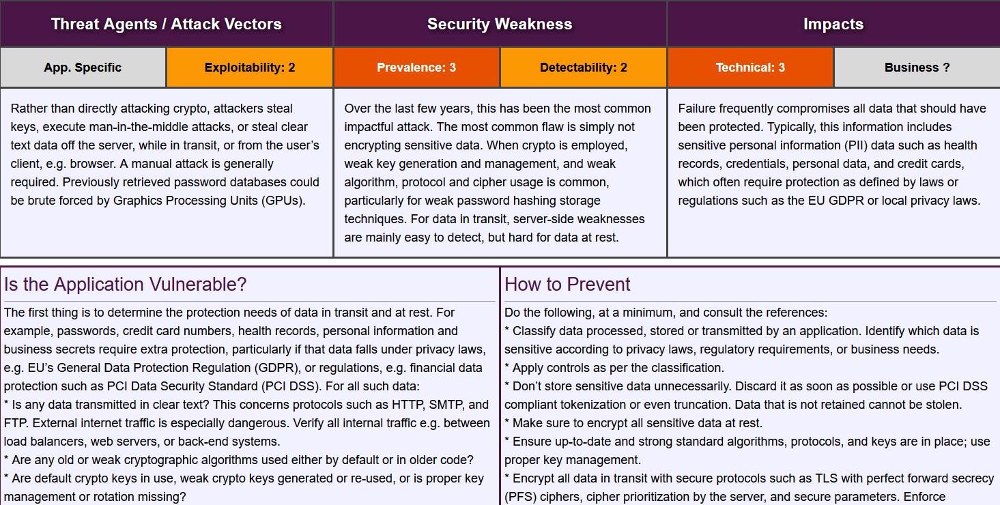 Threat Agents / Attack Vectors
Security Weakness
Impacts
App. Specific
Exploitability: 2
Prevalence: 3
Detectability: 2
Technical: 3
Business ?
Rather than directly attacking crypto, attackers steal
keys, execute man-in-the-middle attacks, or steal clear
text data off the server, while in transit, or from the user’s
client, e.g. browser. A manual attack is generally
required. Previously retrieved password databases could
be brute forced by Graphics Processing Units (GPUs).
Over the last few years, this has been the most common
impactful attack. The most common flaw is simply not
encrypting sensitive data. When crypto is employed,
weak key generation and management, and weak
algorithm, protocol and cipher usage is common,
particularly for weak password hashing storage
techniques. For data in transit, server-side weaknesses
are mainly easy to detect, but hard for data at rest.
Failure frequently compromises all data that should have
been protected. Typically, this information includes
sensitive personal information (PII) data such as health
records, credentials, personal data, and credit cards,
which often require protection as defined by laws or
regulations such as the EU GDPR or local privacy laws.
Is the Application Vulnerable?
The first thing is to determine the protection needs of data in transit and at rest. For
example, passwords, credit card numbers, health records, personal information and
business secrets require extra protection, particularly if that data falls under privacy laws,
e.g. EU’s General Data Protection Regulation (GDPR), or regulations, e.g. financial data
protection such as PCI Data Security Standard (PCI DSS). For all such data:
* Is any data transmitted in clear text? This concerns protocols such as HTTP, SMTP, and
FTP. External internet traffic is especially dangerous. Verify all internal traffic e.g. between
load balancers, web servers, or back-end systems.
* Are any old or weak cryptographic algorithms used either by default or in older code?
* Are default crypto keys in use, weak crypto keys generated or re-used, or is proper key
management or rotation missing?
How to Prevent
Do the following, at a minimum, and consult the references:
* Classify data processed, stored or transmitted by an application. Identify which data is
sensitive according to privacy laws, regulatory requirements, or business needs.
* Apply controls as per the classification.
* Don’t store sensitive data unnecessarily. Discard it as soon as possible or use PCI DSS
compliant tokenization or even truncation. Data that is not retained cannot be stolen.
* Make sure to encrypt all sensitive data at rest.
* Ensure up-to-date and strong standard algorithms, protocols, and keys are in place; use
proper key management.
* Encrypt all data in transit with secure protocols such as TLS with perfect forward secrecy
(PFS) ciphers, cipher prioritization by the server, and secure parameters. Enforce